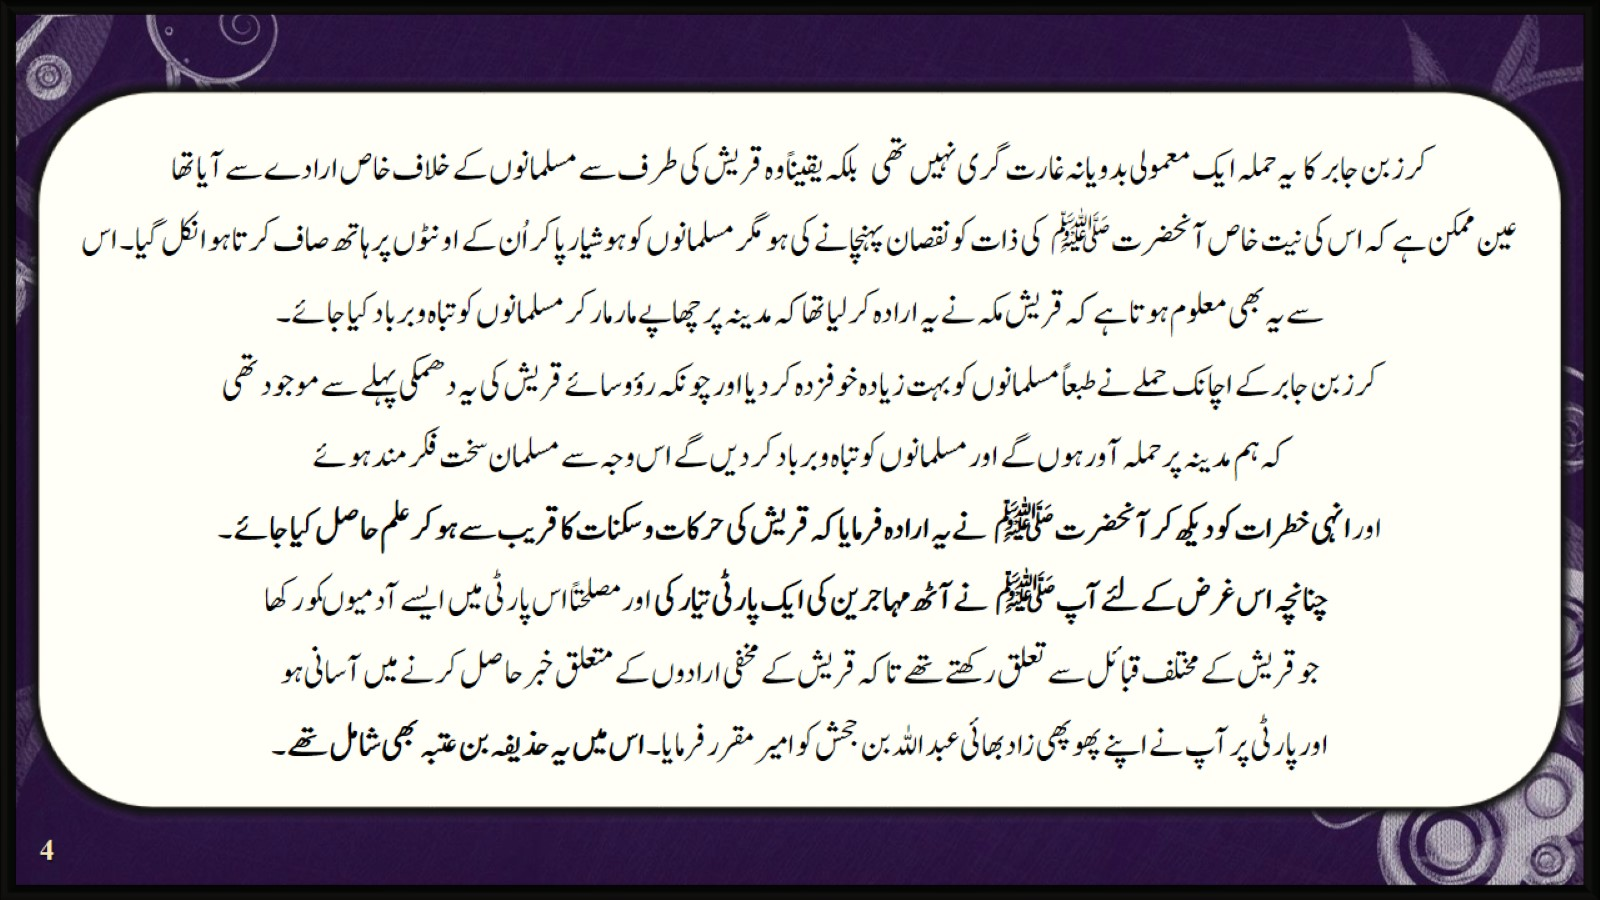 کرز بن جابر کا یہ حملہ ایک معمولی بدویانہ غارت گری نہیں تھی بلکہ یقیناً وہ قریش کی طرف سے مسلمانوں کے خلاف خاص ارادے سے آیا تھا
عین ممکن ہے کہ اس کی نیت خاص آنحضرت ﷺ کی ذات کو نقصان پہنچانے کی ہو مگر مسلمانوں کو ہوشیار پا کر اُن کے اونٹوں پر ہاتھ صاف کرتا ہوا نکل گیا۔ اس
سے یہ بھی معلوم ہوتا ہے کہ قریش مکہ نے یہ ارادہ کر لیا تھا کہ مدینہ پر چھاپے مار مار کر مسلمانوں کو تباہ و برباد کیا جائے۔
کرز بن جابر کے اچانک حملے نے طبعاً مسلمانوں کو بہت زیادہ خوفزدہ کر دیا اور چونکہ رؤوسائے قریش کی یہ دھمکی پہلے سے موجود تھی
کہ ہم مدینہ پر حملہ آور ہوں گے اور مسلمانوں کو تباہ و برباد کر دیں گے اس وجہ سے مسلمان سخت فکر مند ہوئے
اور انہی خطرات کو دیکھ کر آنحضرت ﷺ نے یہ ارادہ فرمایا کہ قریش کی حرکات و سکنات کا قریب سے ہو کر علم حاصل کیا جائے۔
چنانچہ اس غرض کے لئے آپ ﷺ نے آٹھ مہاجرین کی ایک پارٹی تیار کی اور مصلحتاً اس پارٹی میں ایسے آدمیوں کو رکھا
جو قریش کے مختلف قبائل سے تعلق رکھتے تھے تا کہ قریش کے مخفی ارادوں کے متعلق خبر حاصل کرنے میں آسانی ہو
اور پارٹی پر آپ نے اپنے پھوپھی زاد بھائی عبد اللہ بن جحش کو امیر مقرر فرمایا۔ اس میں یہ حذیفہ بن عتبہ بھی شامل تھے۔
4